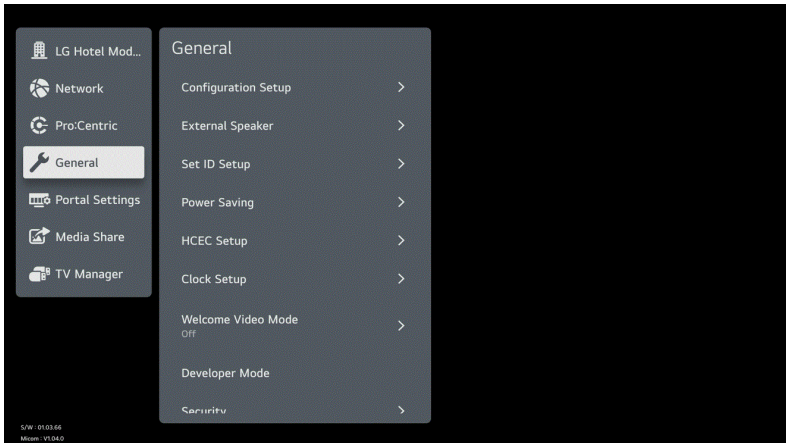 LG Hotel Mod...
Network
Pro:Centric
General
Portal Settings
Media Share
TV Manager
General
Configuration Setup
External Speaker
Set ID Setup
Power Saving
HCEC Setup
Clock Setup
Welcome Video Mode
Off
Developer Mode
Security
S/W : 01.03.66
Micom : V1.04.0